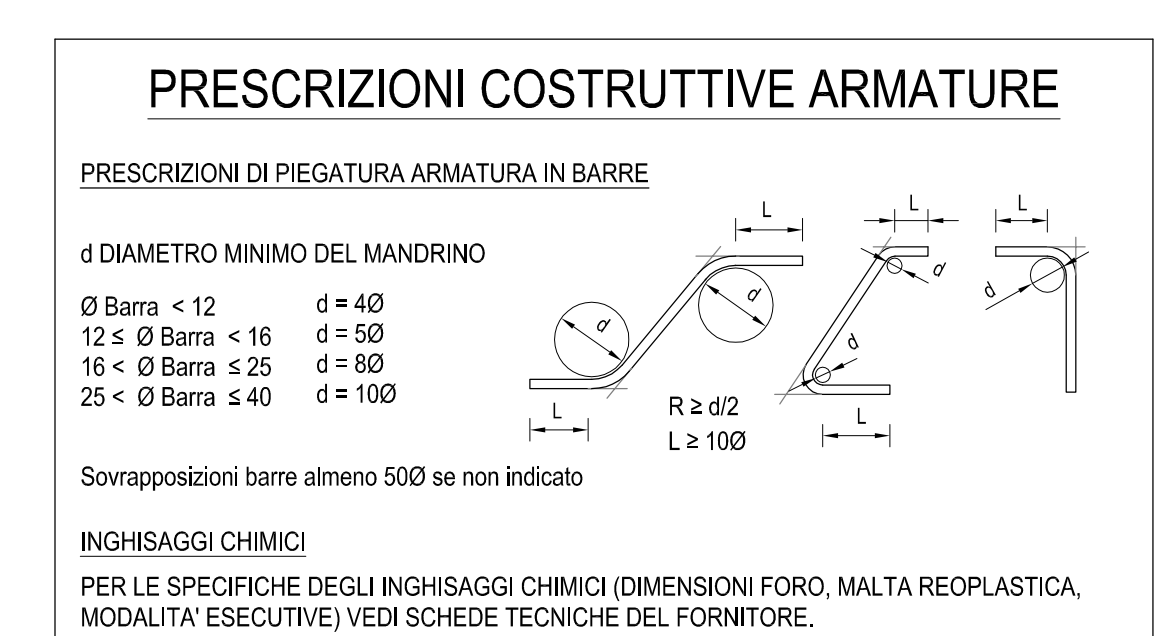 PRESCRIZIONI COSTRUTTIVE ARMATURE
PRESCRIZIONI DI PIEGATURA ARMATURA IN BARRE
d DIAMETRO MINIMO DEL MANDRINO
Ø Barra < 12 d = 4Ø
12 ≤ Ø Barra < 16 d = 5Ø
16 < Ø Barra ≤ 25 d = 8Ø
25 < Ø Barra ≤ 40 d = 10Ø
L
d
d
L
L
d
d
L
L
d
R ≥ d/2
L ≥ 10Ø
Sovrapposizioni barre almeno 50Ø se non indicato
INGHISAGGI CHIMICI
PER LE SPECIFICHE DEGLI INGHISAGGI CHIMICI (DIMENSIONI FORO, MALTA REOPLASTICA,
MODALITA' ESECUTIVE) VEDI SCHEDE TECNICHE DEL FORNITORE.